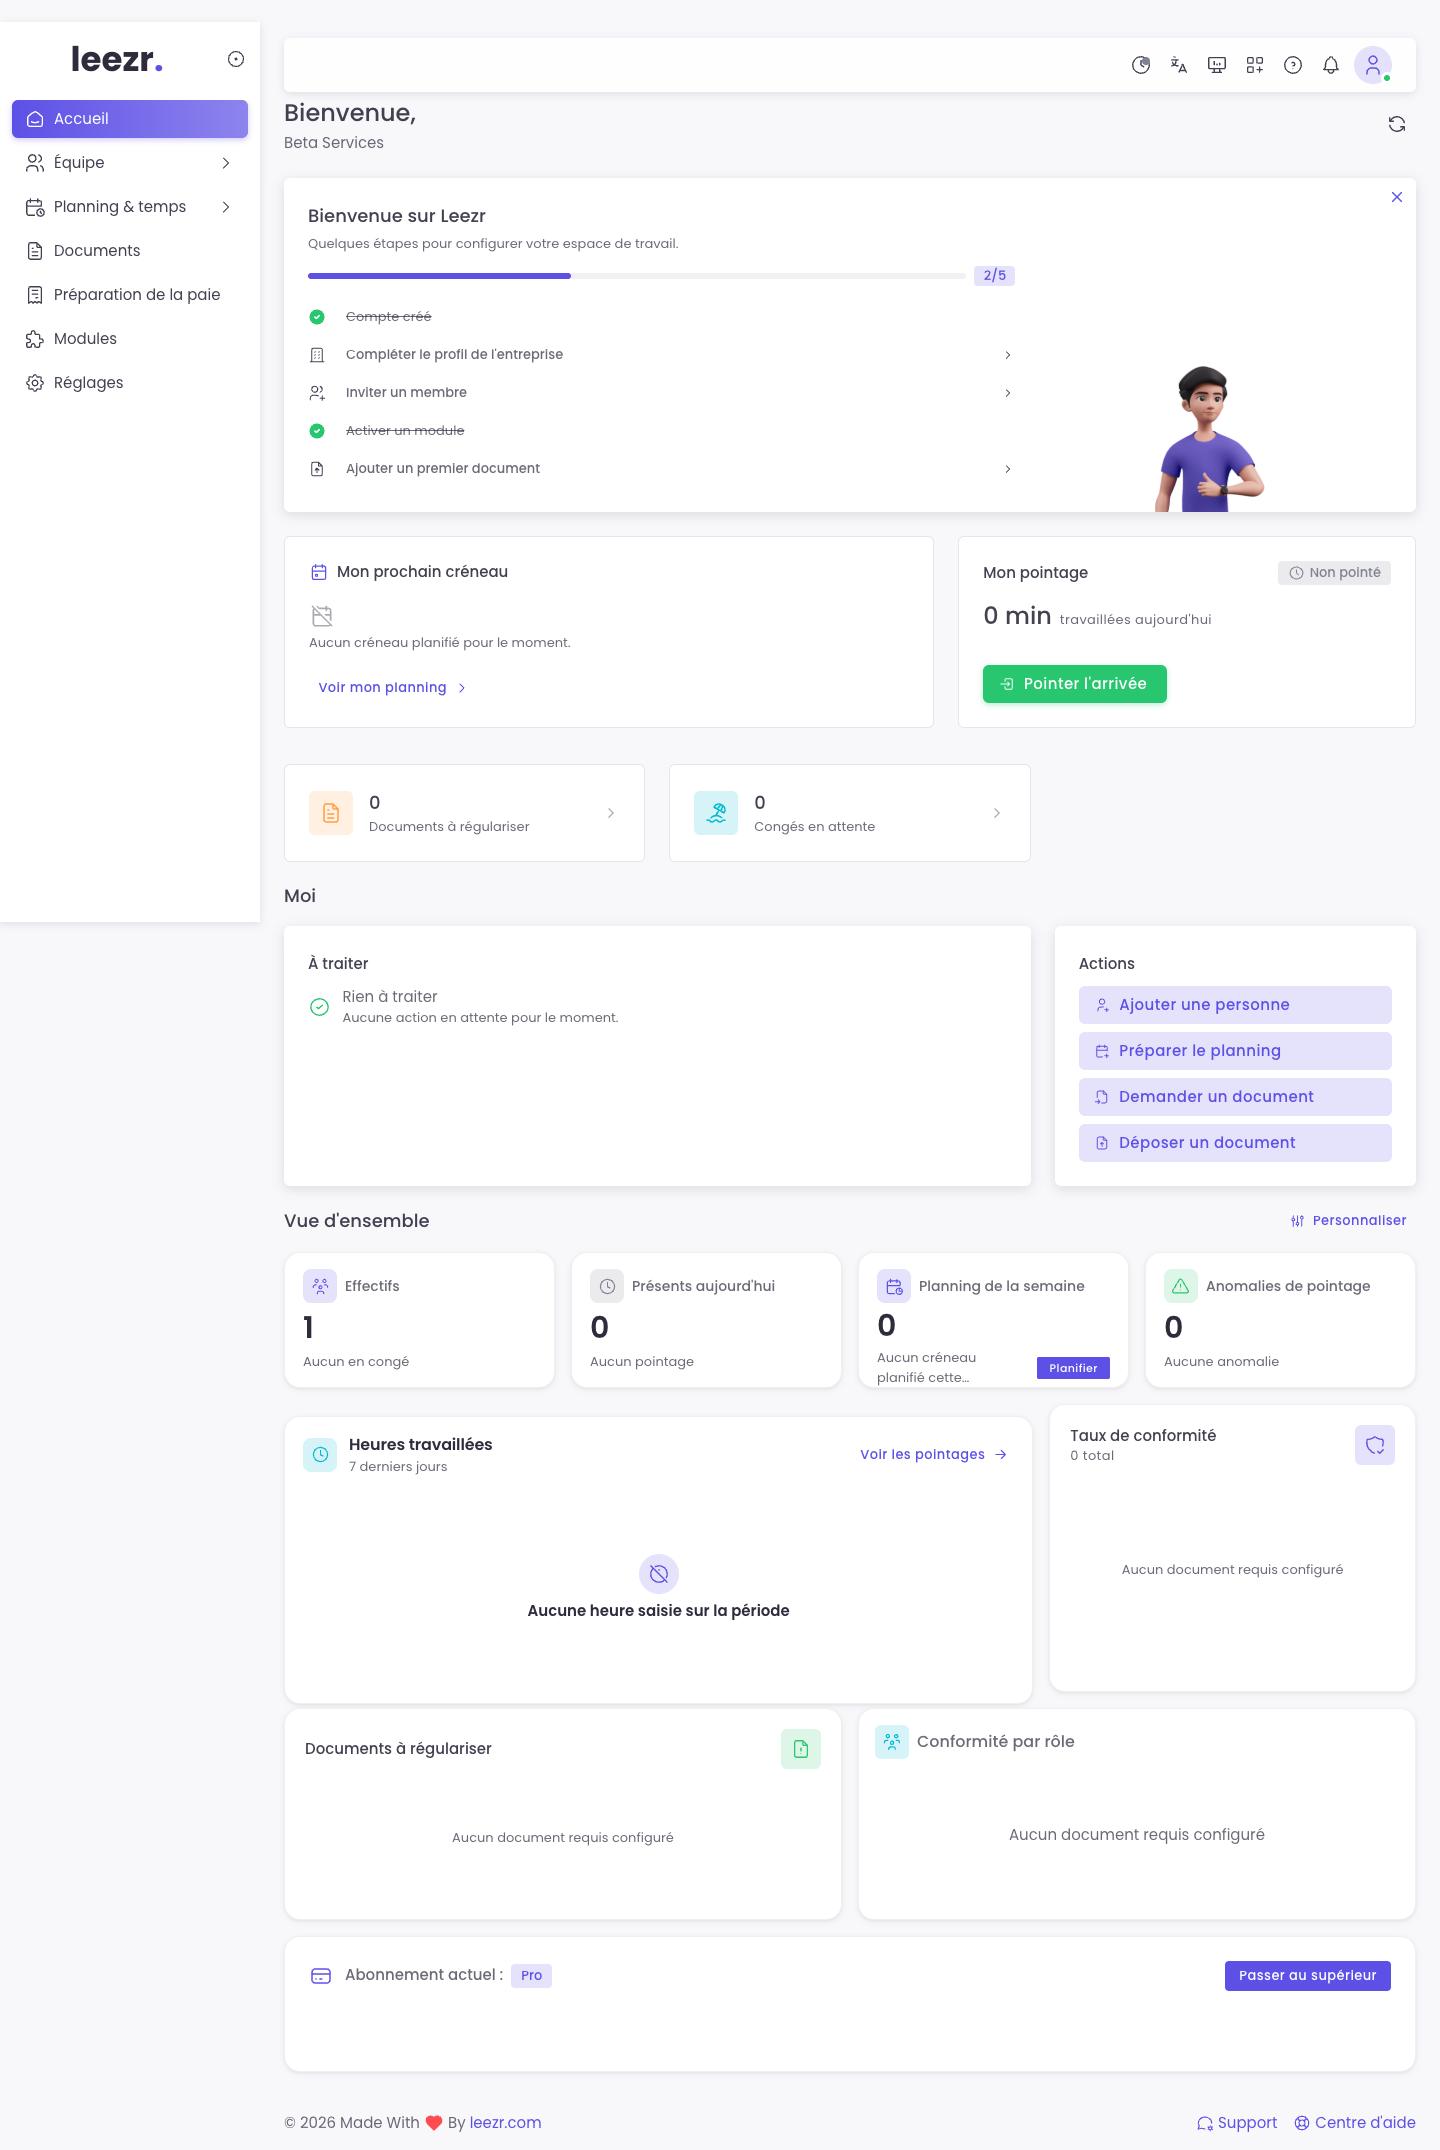 leezr.
Accueil
Équipe
Planning & temps
Documents
Préparation de la paie
Modules
Réglages
Bienvenue,
Beta Services
Bienvenue sur Leezr
Quelques étapes pour configurer votre espace de travail.
2/5
Compte créé
Compléter le profil de l'entreprise
Inviter un membre
Activer un module
Ajouter un premier document
Mon prochain créneau
Aucun créneau planifié pour le moment.
Voir mon planning
Mon pointage
Non pointé
0 min travaillées aujourd'hui
Pointer l'arrivée
0
Documents à régulariser
0
Congés en attente
Moi
À traiter
Rien à traiter
Aucune action en attente pour le moment.
Actions
Ajouter une personne
Préparer le planning
Demander un document
Déposer un document
Vue d'ensemble
Personnaliser
Effectifs
1
Aucun en congé
Présents aujourd'hui
0
Aucun pointage
Planning de la semaine
0
Aucun créneau
planifié cette…
Planifier
Anomalies de pointage
0
Aucune anomalie
Heures travaillées
7 derniers jours
Voir les pointages
Aucune heure saisie sur la période
Taux de conformité
0 total
Aucun document requis configuré
Documents à régulariser
Aucun document requis configuré
Conformité par rôle
Aucun document requis configuré
Abonnement actuel : Pro
Passer au supérieur
© 2026 Made With By leezr.com
Support
Centre d'aide